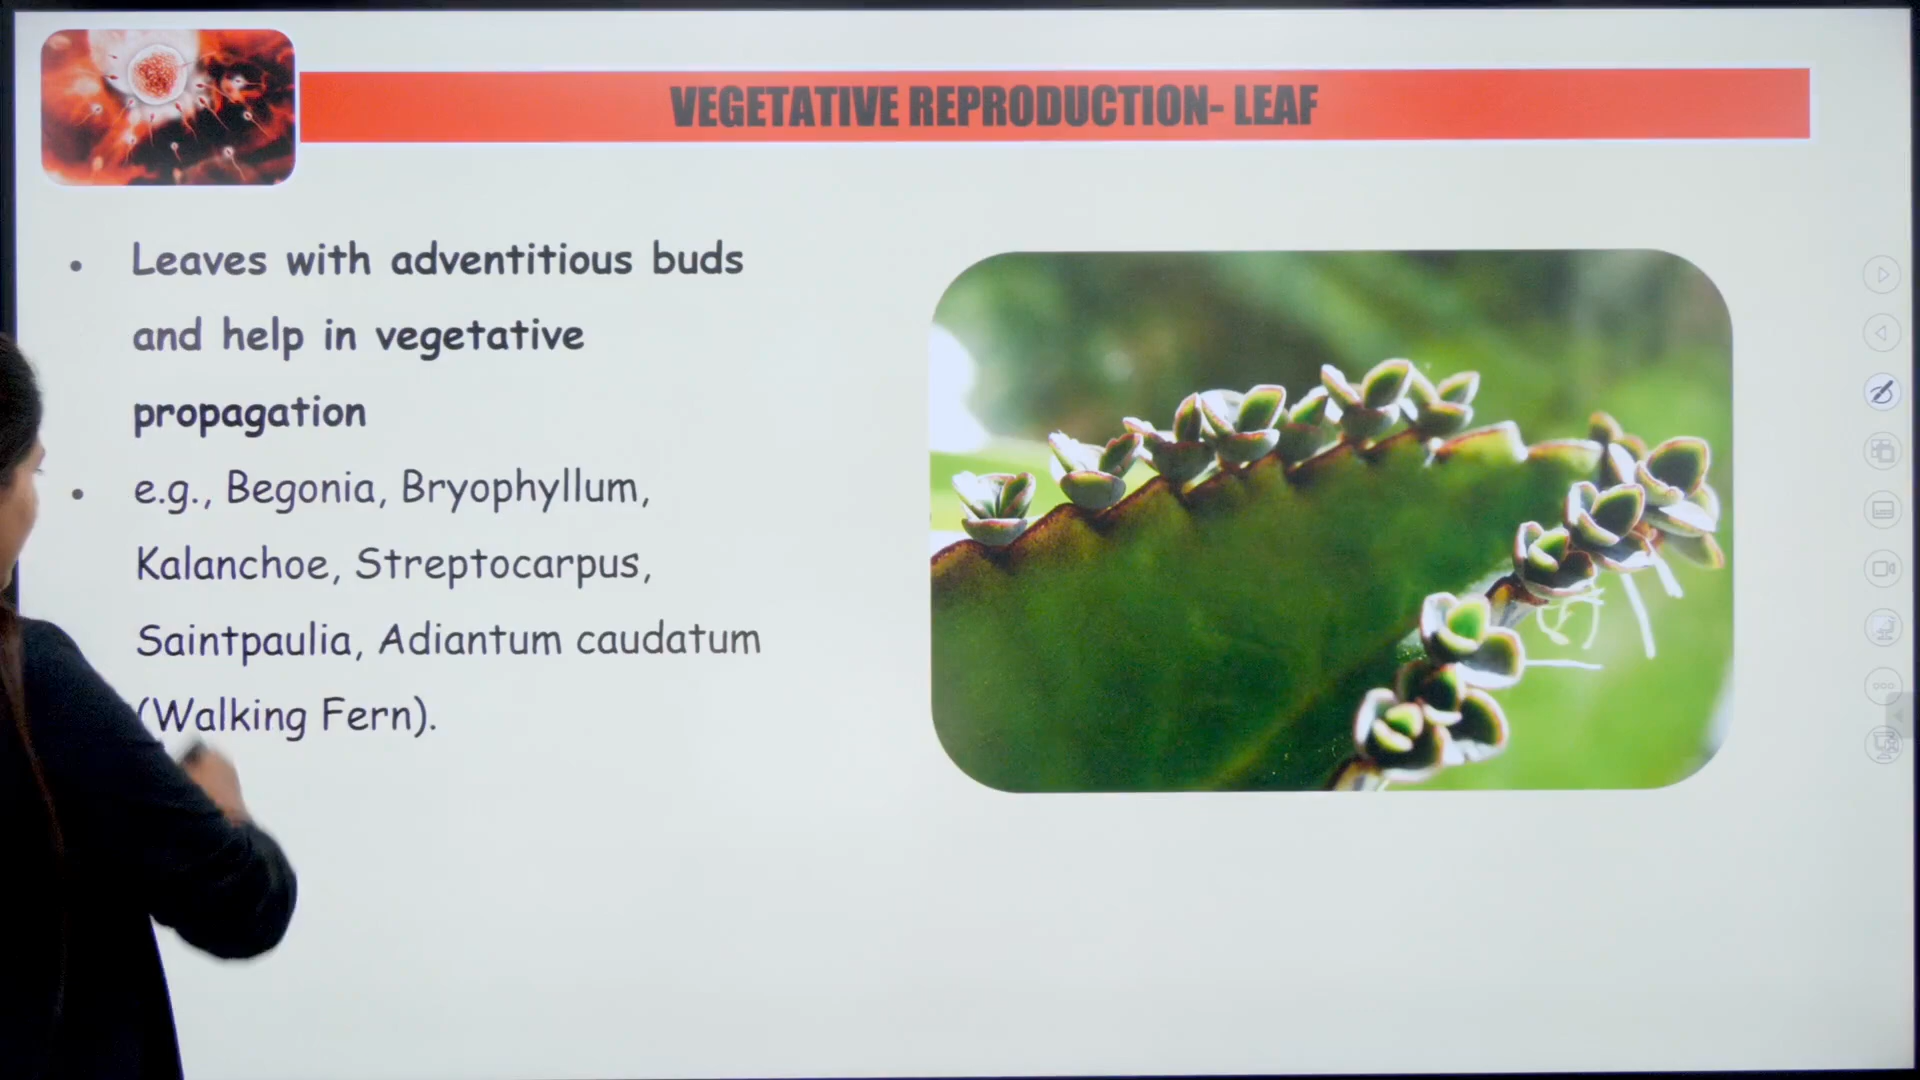 VEGETATIVE REPRODUCTION- LEAF
• Leaves with adventitious buds
and help in vegetative
propagation
• e.g., Begonia, Bryophyllum,
Kalanchoe, Streptocarpus,
Saintpaulia, Adiantum caudatum
(Walking Fern).